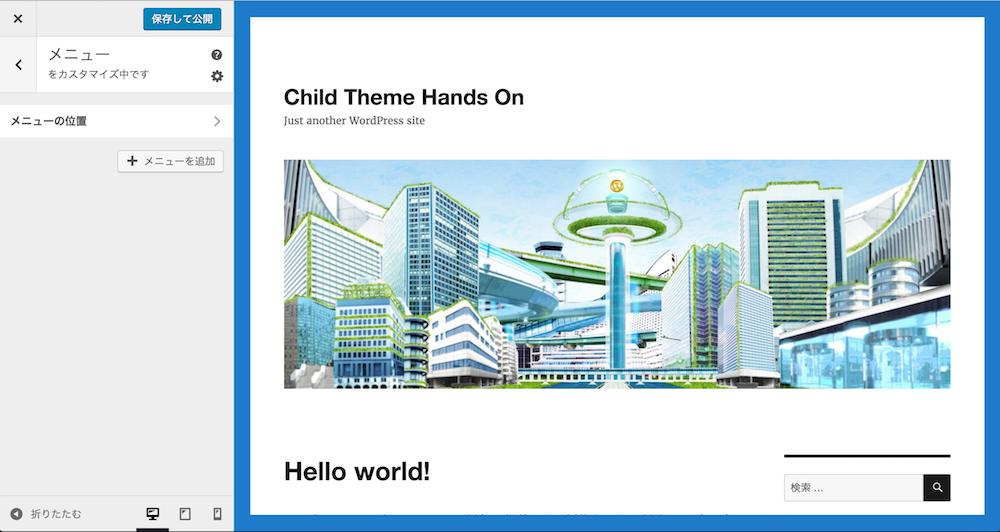 保存して公開
メニュー
をカスタマイズ中です
メニューの位置
メニューを追加
折りたたむ
Child Theme Hands On
Just another WordPress site
Hello world!
検索 ...